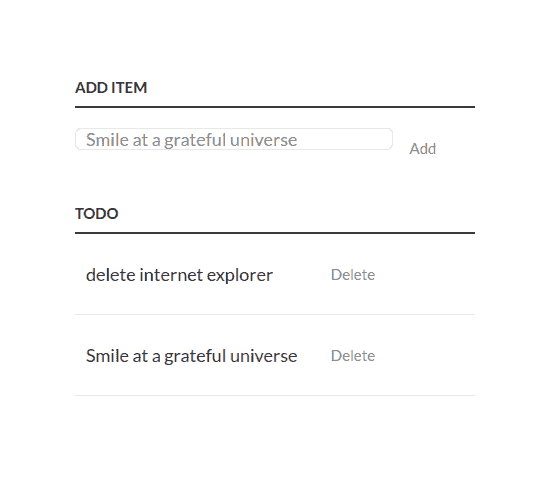 ADD ITEM
Smile at a grateful universe
Add
TODO
delete internet explorer
Delete
Smile at a grateful universe
Delete